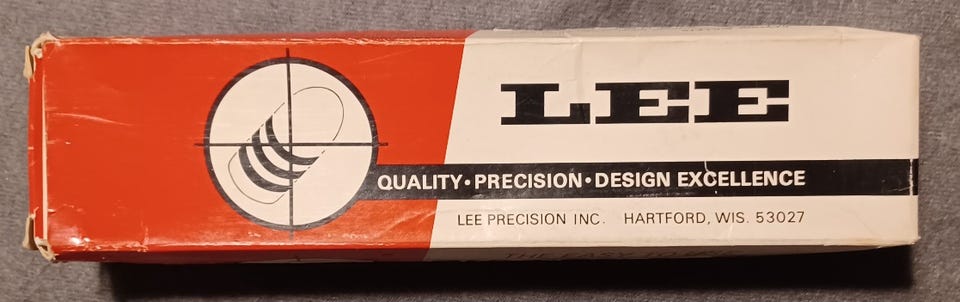 LEE
QUALITY • PRECISION • DESIGN EXCELLENCE
LEE PRECISION INC. HARTFORD, WIS. 53027